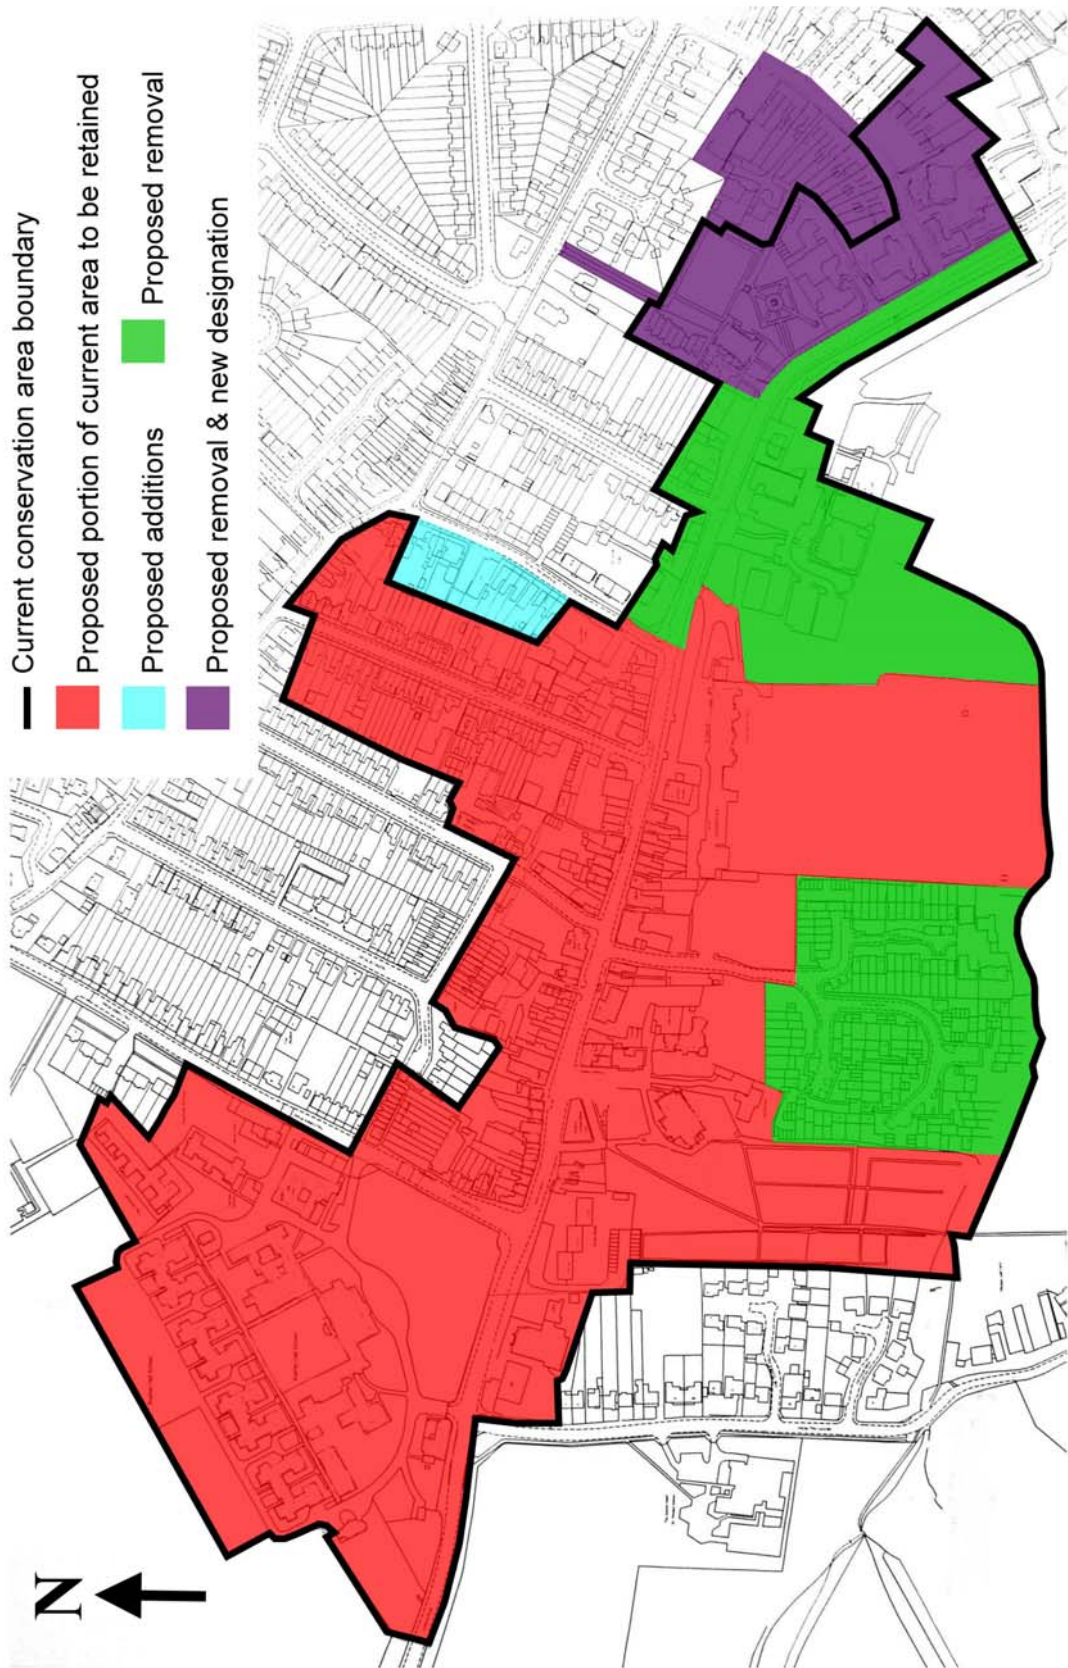 Current conservation area boundary
Proposed portion of current area to be retained
Proposed additions
Proposed removal
Proposed removal & new designation
N